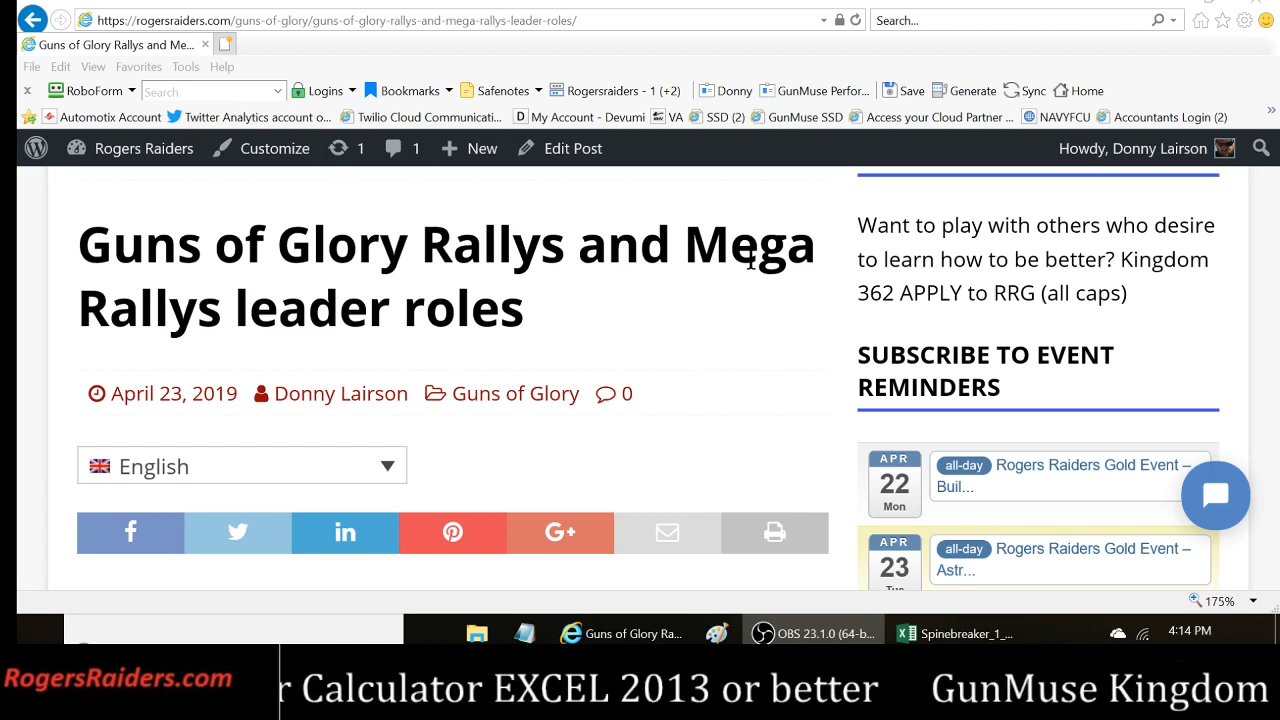 https://rogersraiders.com/guns-of-glory/guns-of-glory-rallys-and-mega-rallys-leader-roles/
Search...
Guns of Glory Rallys and Me...
File Edit View Favorites Tools Help
x RoboForm Search Logins Bookmarks Safenotes Rogersraiders - 1 (+2) Donny GunMuse Perfor... Save Generate Sync Home
Automotix Account Twitter Analytics account o... Twilio Cloud Communicati... My Account - Devumi VA SSD (2) GunMuse SSD Access your Cloud Partner ... NAVYFCU Accountants Login (2)
Rogers Raiders Customize 1 1 New Edit Post Howdy, Donny Lairson
Guns of Glory Rallys and Mega
Rallys leader roles
April 23, 2019 Donny Lairson Guns of Glory 0
English
Want to play with others who desire
to learn how to be better? Kingdom
362 APPLY to RRG (all caps)
SUBSCRIBE TO EVENT
REMINDERS
APR
22
Mon
all-day Rogers Raiders Gold Event –
Buil...
APR
23
Tue
all-day Rogers Raiders Gold Event –
Astr...
175%
Guns of Glory Ra... OBS 23.1.0 (64-b... Spinebreaker_1_... 4:14 PM
RogersRaiders.com
r Calculator EXCEL 2013 or better GunMuse Kingdom